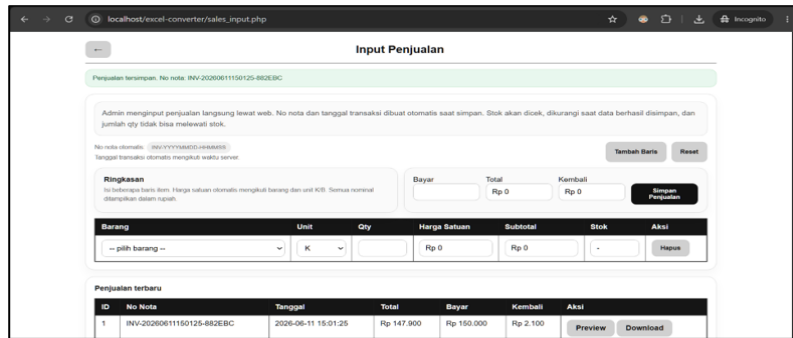 localhost/excel-converter/sales_input.php
Incognito
Input Penjualan
Penjualan tersimpan. No nota: INV-20260611150125-882EBC
Admin menginput penjualan langsung lewat web. No nota dan tanggal transaksi dibuat otomatis saat simpan. Stok akan dicek, dikurangi saat data berhasil disimpan, dan
jumlah qty tidak bisa melewati stok.
No nota otomatis: INV-YYYYMMDD-HHMMSS
Tanggal transaksi otomatis mengikuti waktu server.
Tambah Baris Reset
Ringkasan
Isi beberapa baris item. Harga satuan otomatis mengikuti barang dan unit K/B. Semua nominal
ditampilkan dalam rupiah.
Bayar Total Kembali
Rp 0 Rp 0
Simpan
Penjualan
Barang Unit Qty Harga Satuan Subtotal Stok Aksi
-- pilih barang -- K Rp 0 Rp 0 - Hapus
Penjualan terbaru
ID No Nota Tanggal Total Bayar Kembali Aksi
1 INV-20260611150125-882EBC 2026-06-11 15:01:25 Rp 147.900 Rp 150.000 Rp 2.100 Preview Download